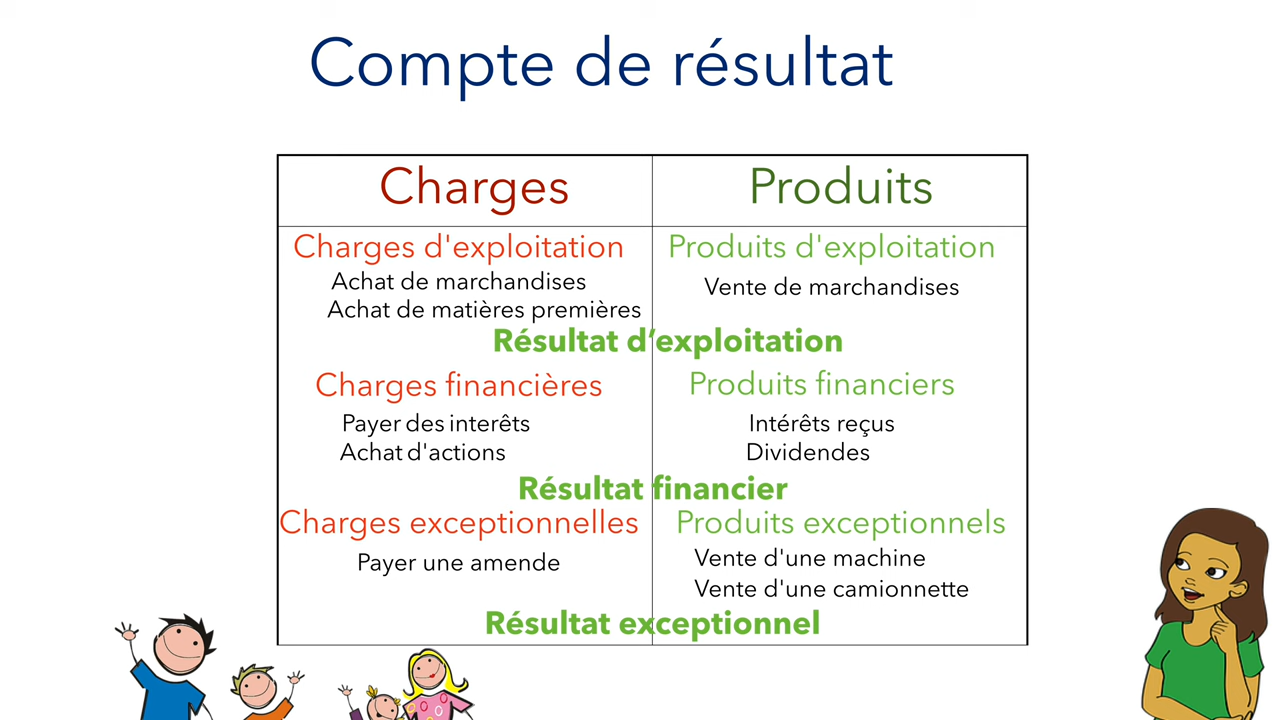 Compte de résultat
Charges
Produits
Charges d'exploitation
Produits d'exploitation
Achat de marchandises
Vente de marchandises
Achat de matières premières
Résultat d’exploitation
Charges financières
Produits financiers
Payer des interêts
Intérêts reçus
Achat d'actions
Dividendes
Résultat financier
Charges exceptionnelles
Produits exceptionnels
Payer une amende
Vente d'une machine
Vente d'une camionnette
Résultat exceptionnel